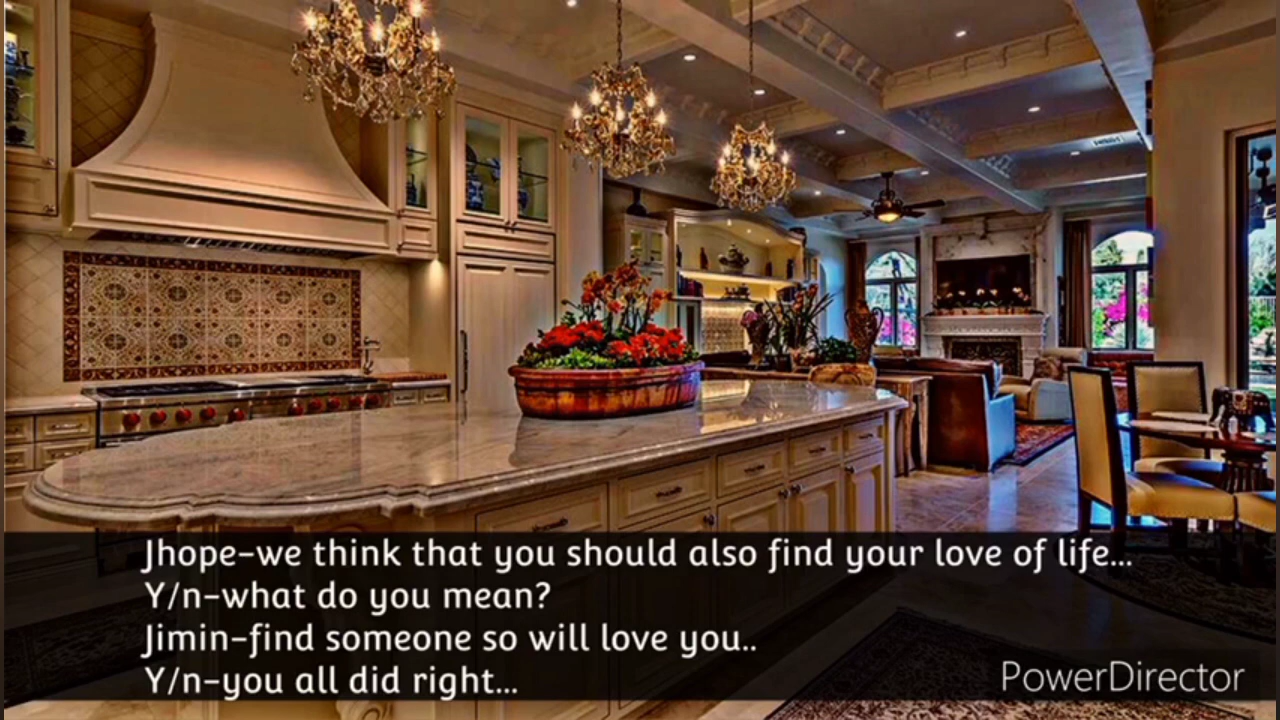 Jhope-we think that you should also find your love of life...
Y/n-what do you mean?
Jimin-find someone so will love you..
Y/n-you all did right...
PowerDirector